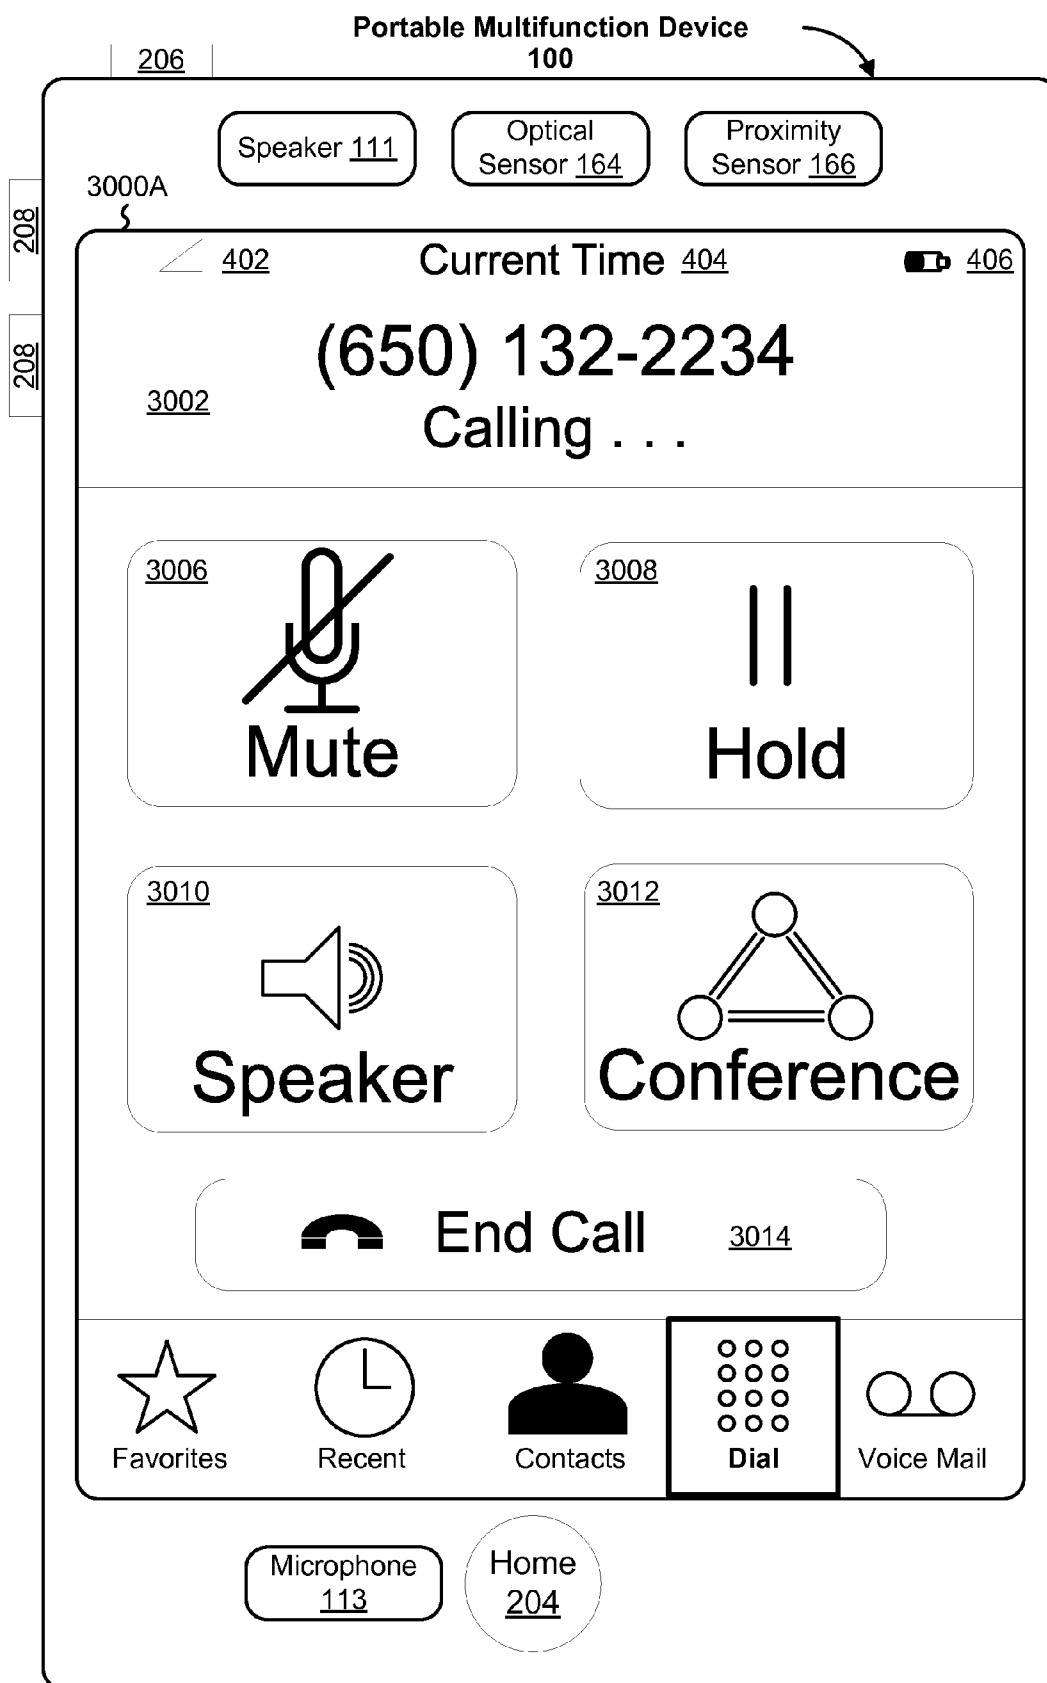 Portable Multifunction Device
100
206
Speaker 111
Optical
Sensor 164
Proximity
Sensor 166
3000A
208
208
402
Current Time 404
406
(650) 132-2234
3002
Calling . . .
3006
Mute
3008
Hold
3010
Speaker
3012
Conference
End Call
3014
Favorites
Recent
Contacts
Dial
Voice Mail
Microphone
113
Home
204